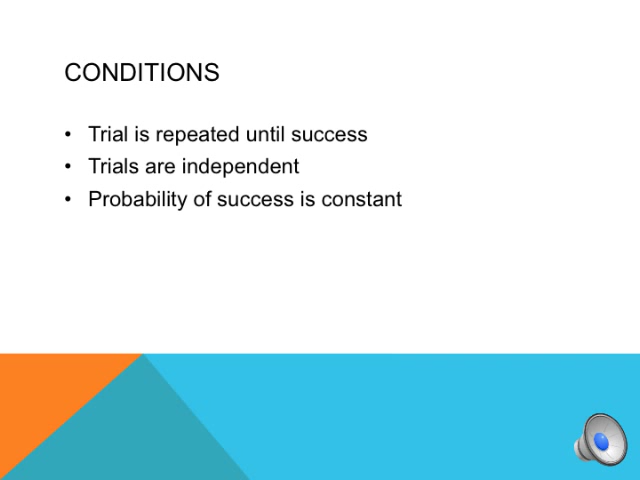 CONDITIONS
• Trial is repeated until success
• Trials are independent
• Probability of success is constant